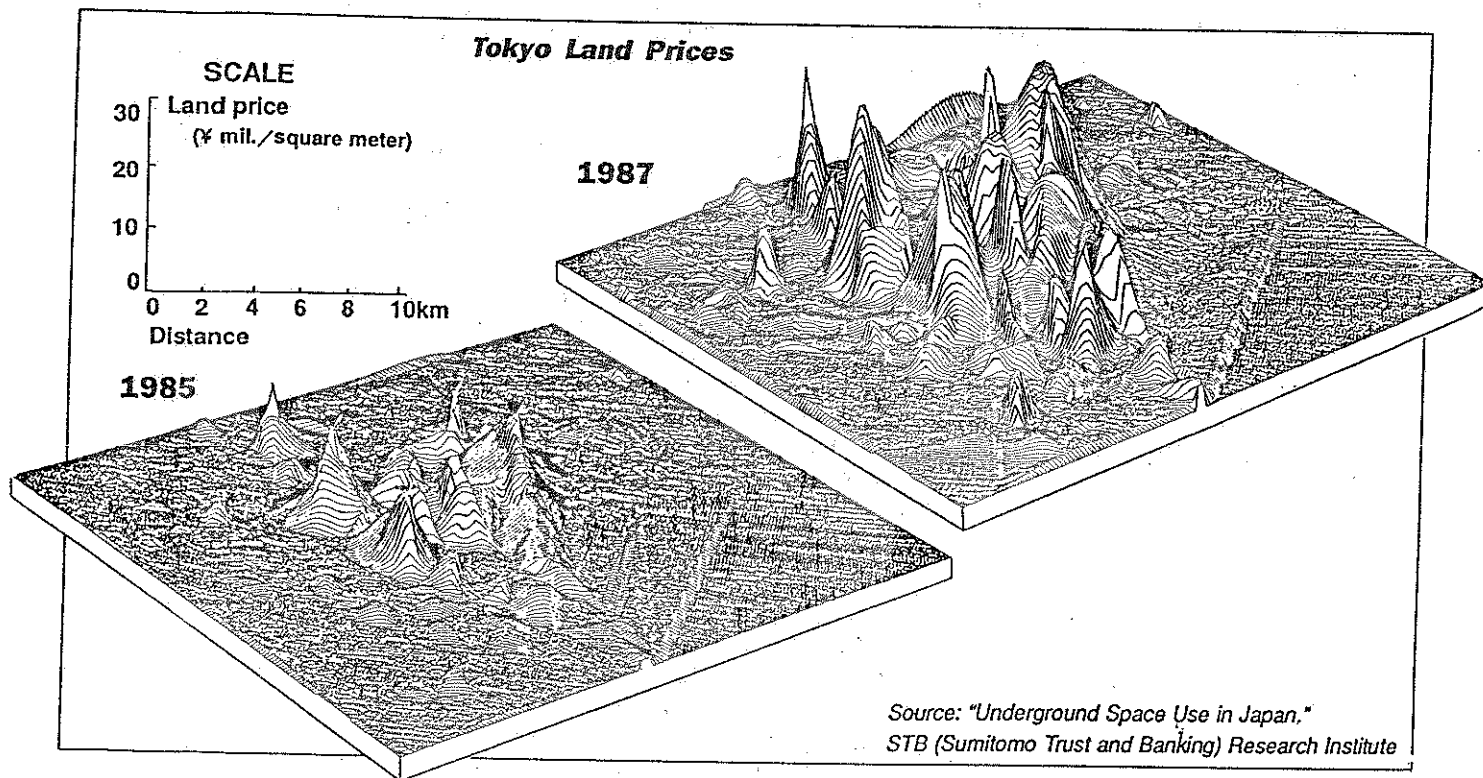 Tokyo Land Prices
SCALE
Land price
(¥ mil./square meter)
30
20
10
0
0 2 4 6 8 10km
Distance
1987
1985
Source: "Underground Space Use in Japan."
STB (Sumitomo Trust and Banking) Research Institute